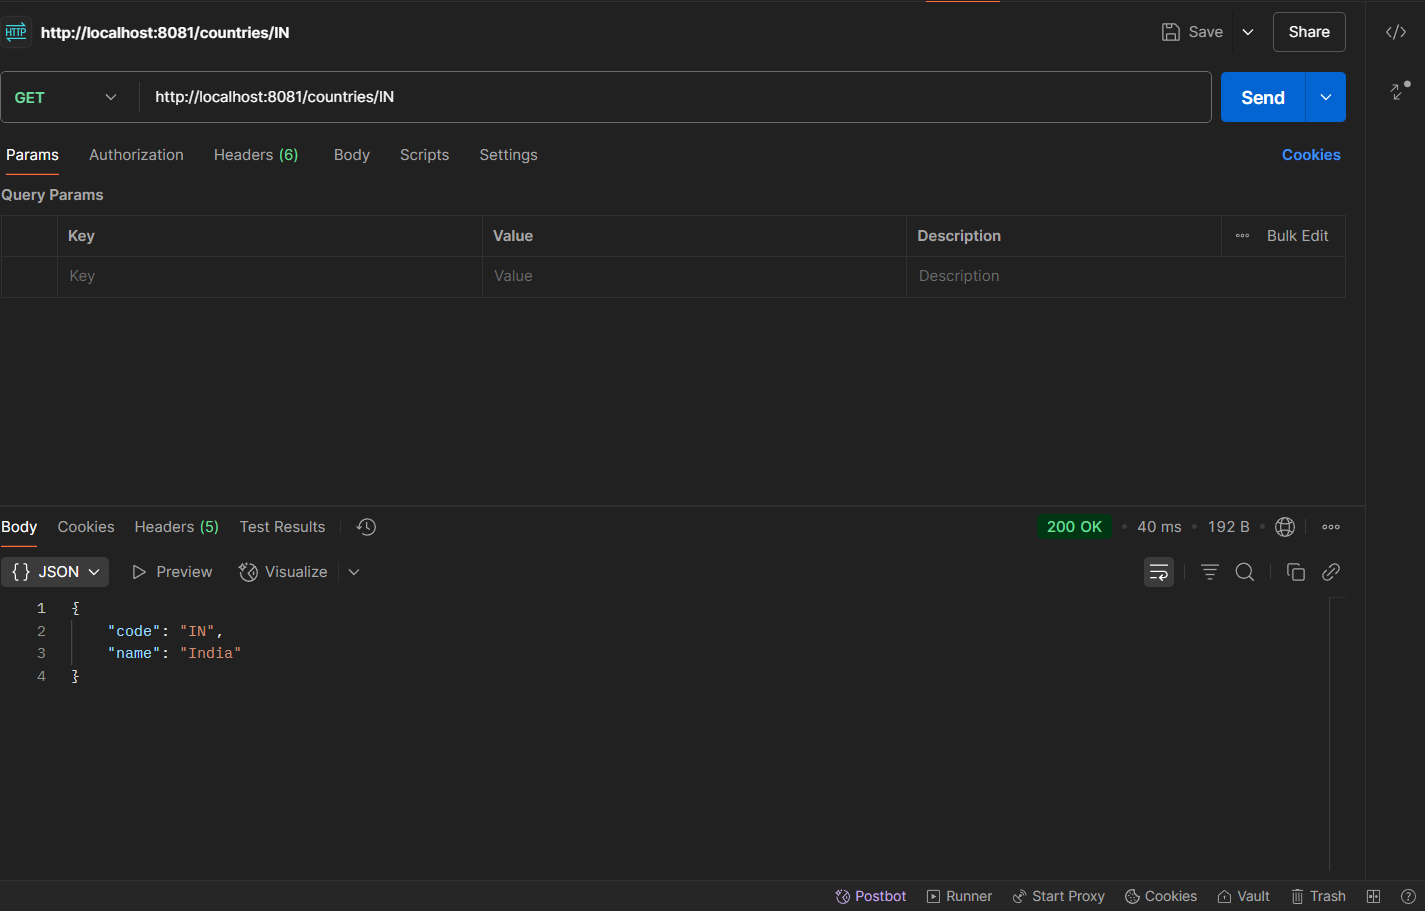 HTTP http://localhost:8081/countries/IN Save Share
GET http://localhost:8081/countries/IN Send
Params Authorization Headers (6) Body Scripts Settings Cookies
Query Params
Key Value Description Bulk Edit
Key Value Description
Body Cookies Headers (5) Test Results 200 OK • 40 ms • 192 B •
{} JSON Preview Visualize
1 {
2 "code": "IN",
3 "name": "India"
4 }
Postbot Runner Start Proxy Cookies Vault Trash